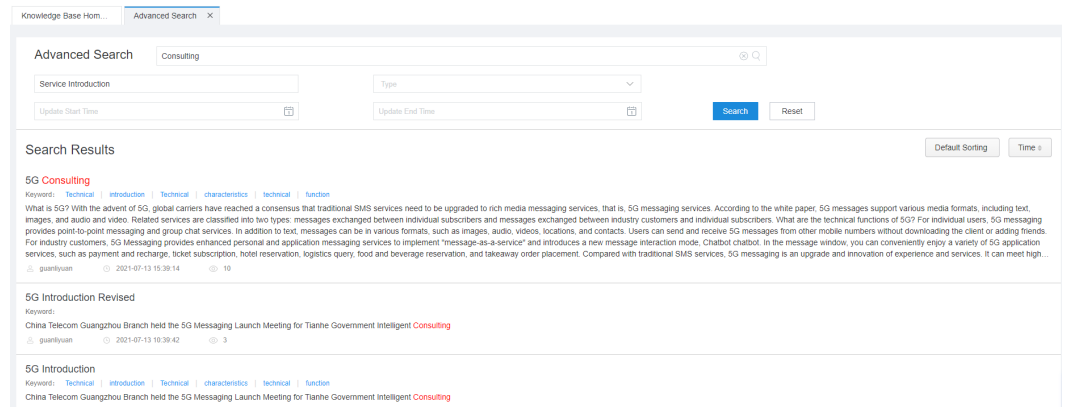 Knowledge Base Hom... Advanced Search ×
Advanced Search Consulting
Service Introduction Type
Update Start Time Update End Time Search Reset
Search Results Default Sorting Time
5G Consulting
Keyword: Technical | introduction | Technical | characteristics | technical | function
What is 5G? With the advent of 5G, global carriers have reached a consensus that traditional SMS services need to be upgraded to rich media messaging services, that is, 5G messaging services. According to the white paper, 5G messages support various media formats, including text,
images, and audio and video. Related services are classified into two types: messages exchanged between individual subscribers and messages exchanged between industry customers and individual subscribers. What are the technical functions of 5G? For individual users, 5G messaging
provides point-to-point messaging and group chat services. In addition to text, messages can be in various formats, such as images, audio, videos, locations, and contacts. Users can send and receive 5G messages from other mobile numbers without downloading the client or adding friends.
For industry customers, 5G Messaging provides enhanced personal and application messaging services to implement "message-as-a-service" and introduces a new message interaction mode, Chatbot chatbot. In the message window, you can conveniently enjoy a variety of 5G application
services, such as payment and recharge, ticket subscription, hotel reservation, logistics query, food and beverage reservation, and takeaway order placement. Compared with traditional SMS services, 5G messaging is an upgrade and innovation of experience and services. It can meet high...
guanliyuan 2021-07-13 15:39:14 10
5G Introduction Revised
Keyword:
China Telecom Guangzhou Branch held the 5G Messaging Launch Meeting for Tianhe Government Intelligent Consulting
guanliyuan 2021-07-13 10:39:42 3
5G Introduction
Keyword: Technical | introduction | Technical | characteristics | technical | function
China Telecom Guangzhou Branch held the 5G Messaging Launch Meeting for Tianhe Government Intelligent Consulting